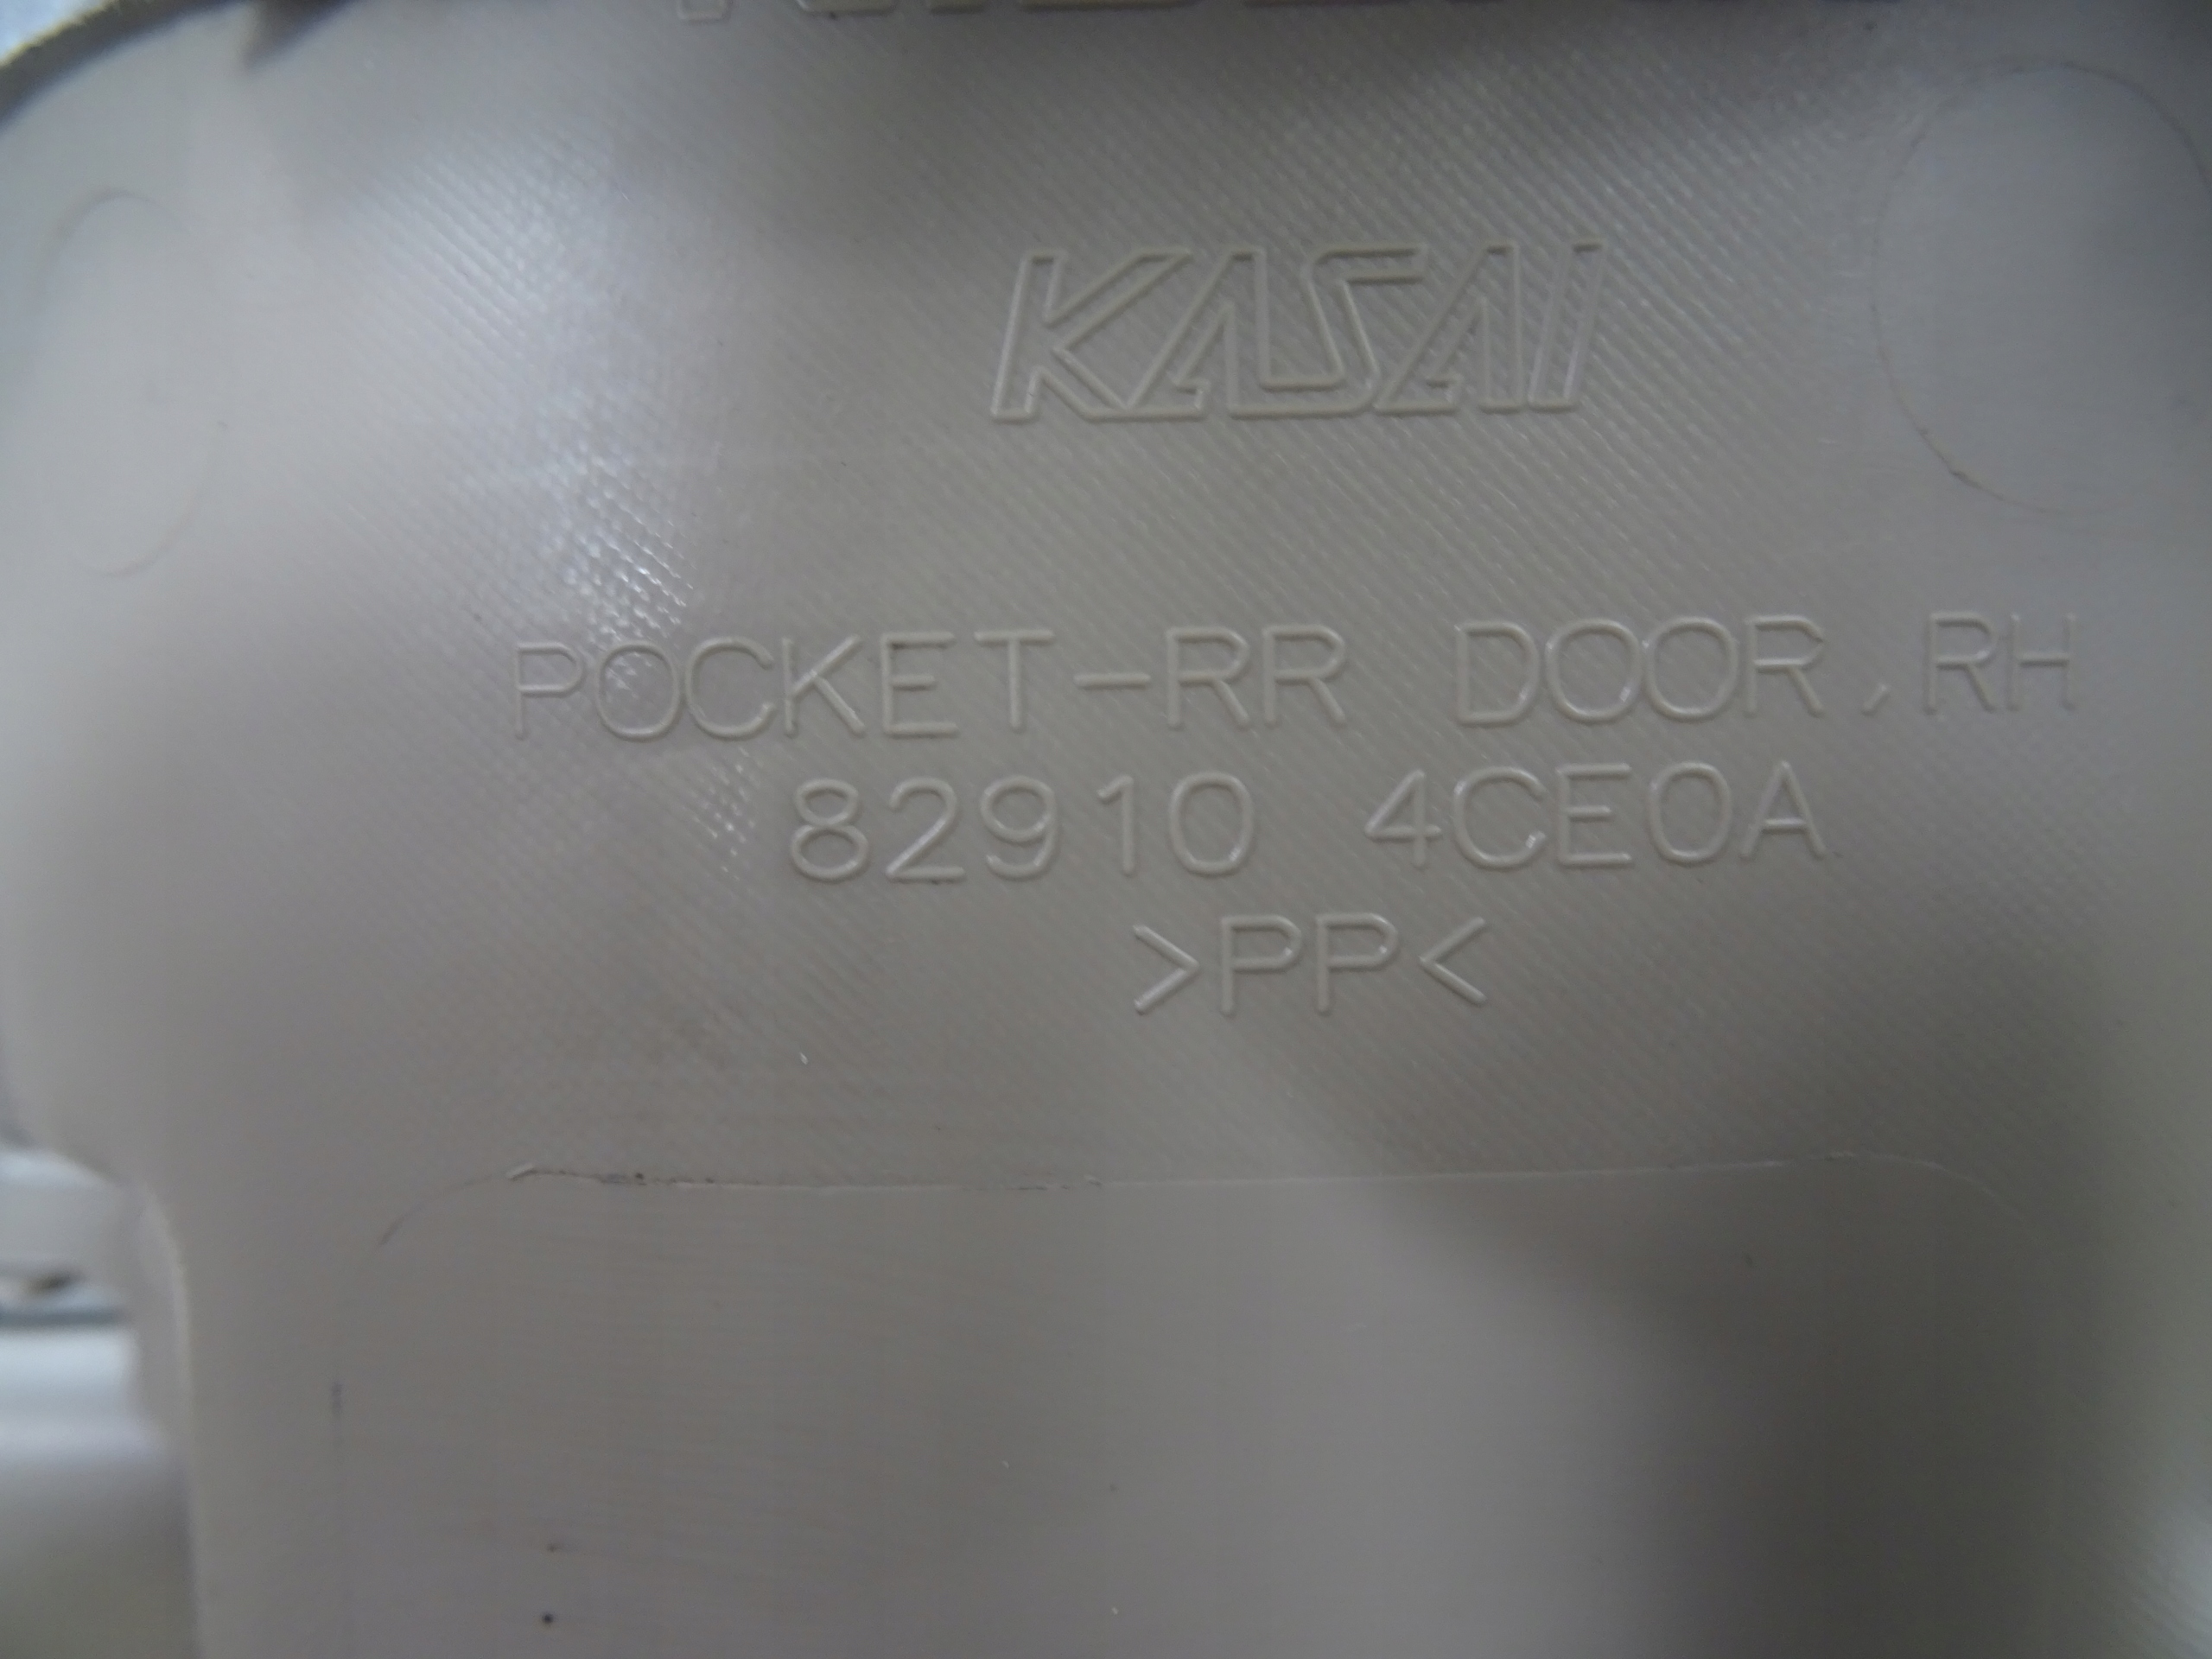 KASAI
POCKET-RR DOOR,RH
82910 4CE0A
>PP<